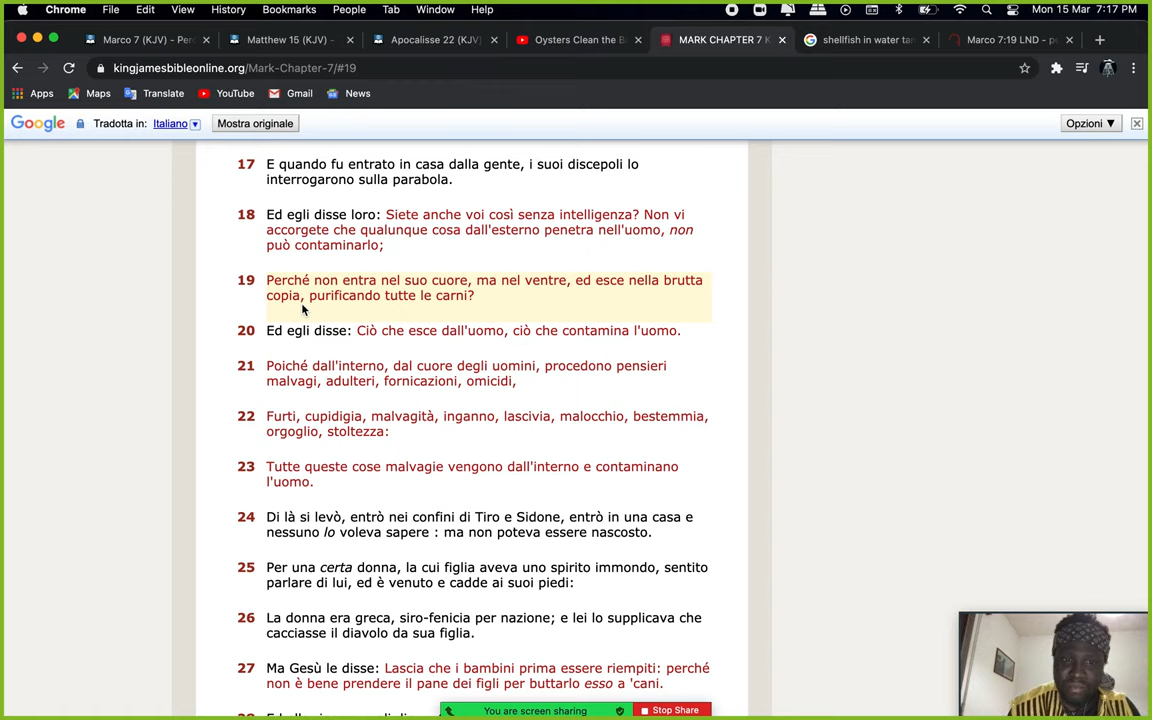 Chrome File Edit View History Bookmarks People Tab Window Help Mon 15 Mar 7:17 PM
Marco 7 (KJV) - Perc Matthew 15 (KJV) - Apocalisse 22 (KJV) Oysters Clean the B MARK CHAPTER 7 K shellfish in water tan Marco 7:19 LND - pe
kingjamesbibleonline.org/Mark-Chapter-7/#19
Apps Maps Translate YouTube Gmail News
Google Tradotta in: Italiano Mostra originale Opzioni
17 E quando fu entrato in casa dalla gente, i suoi discepoli lo
interrogarono sulla parabola.
18 Ed egli disse loro: Siete anche voi così senza intelligenza? Non vi
accorgete che qualunque cosa dall'esterno penetra nell'uomo, non
può contaminarlo;
19 Perché non entra nel suo cuore, ma nel ventre, ed esce nella brutta
copia, purificando tutte le carni?
20 Ed egli disse: Ciò che esce dall'uomo, ciò che contamina l'uomo.
21 Poiché dall'interno, dal cuore degli uomini, procedono pensieri
malvagi, adulteri, fornicazioni, omicidi,
22 Furti, cupidigia, malvagità, inganno, lascivia, malocchio, bestemmia,
orgoglio, stoltezza:
23 Tutte queste cose malvagie vengono dall'interno e contaminano
l'uomo.
24 Di là si levò, entrò nei confini di Tiro e Sidone, entrò in una casa e
nessuno lo voleva sapere : ma non poteva essere nascosto.
25 Per una certa donna, la cui figlia aveva uno spirito immondo, sentito
parlare di lui, ed è venuto e cadde ai suoi piedi:
26 La donna era greca, siro-fenicia per nazione; e lei lo supplicava che
cacciasse il diavolo da sua figlia.
27 Ma Gesù le disse: Lascia che i bambini prima essere riempiti: perché
non è bene prendere il pane dei figli per buttarlo esso a 'cani.
You are screen sharing Stop Share